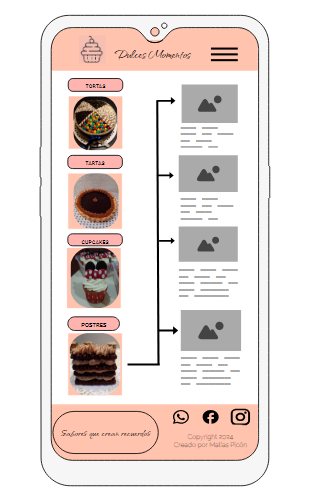 Dulces Momentos
TORTAS
TARTAS
CUPCAKES
POSTRES
Sabores que crean recuerdos
Copyright 2024
Creado por Matias Picón